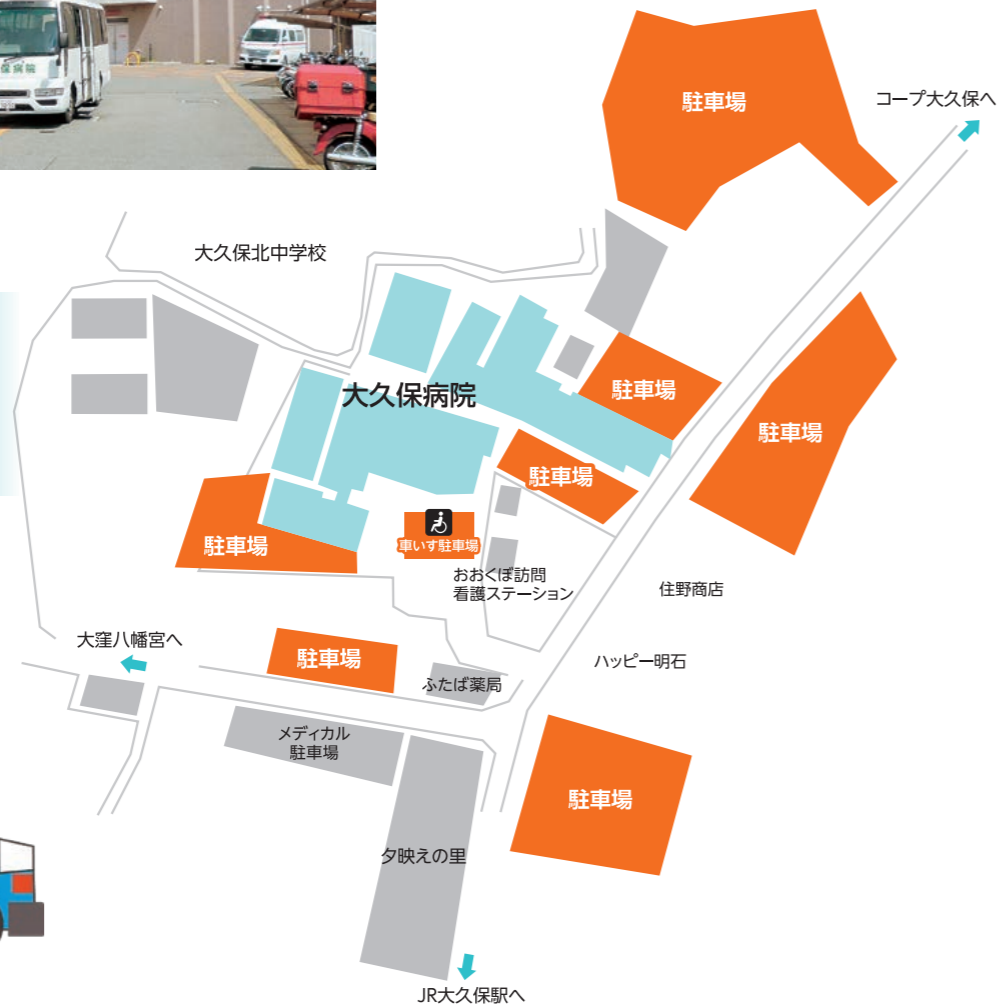 保病院
駐車場
コープ大久保へ
大久保北中学校
大久保病院
駐車場
駐車場
駐車場
駐車場
車いす駐車場
おおくぼ訪問
看護ステーション
住野商店
大窪八幡宮へ
駐車場
ハッピー明石
ふたば薬局
メディカル
駐車場
駐車場
夕映えの里
JR大久保駅へ